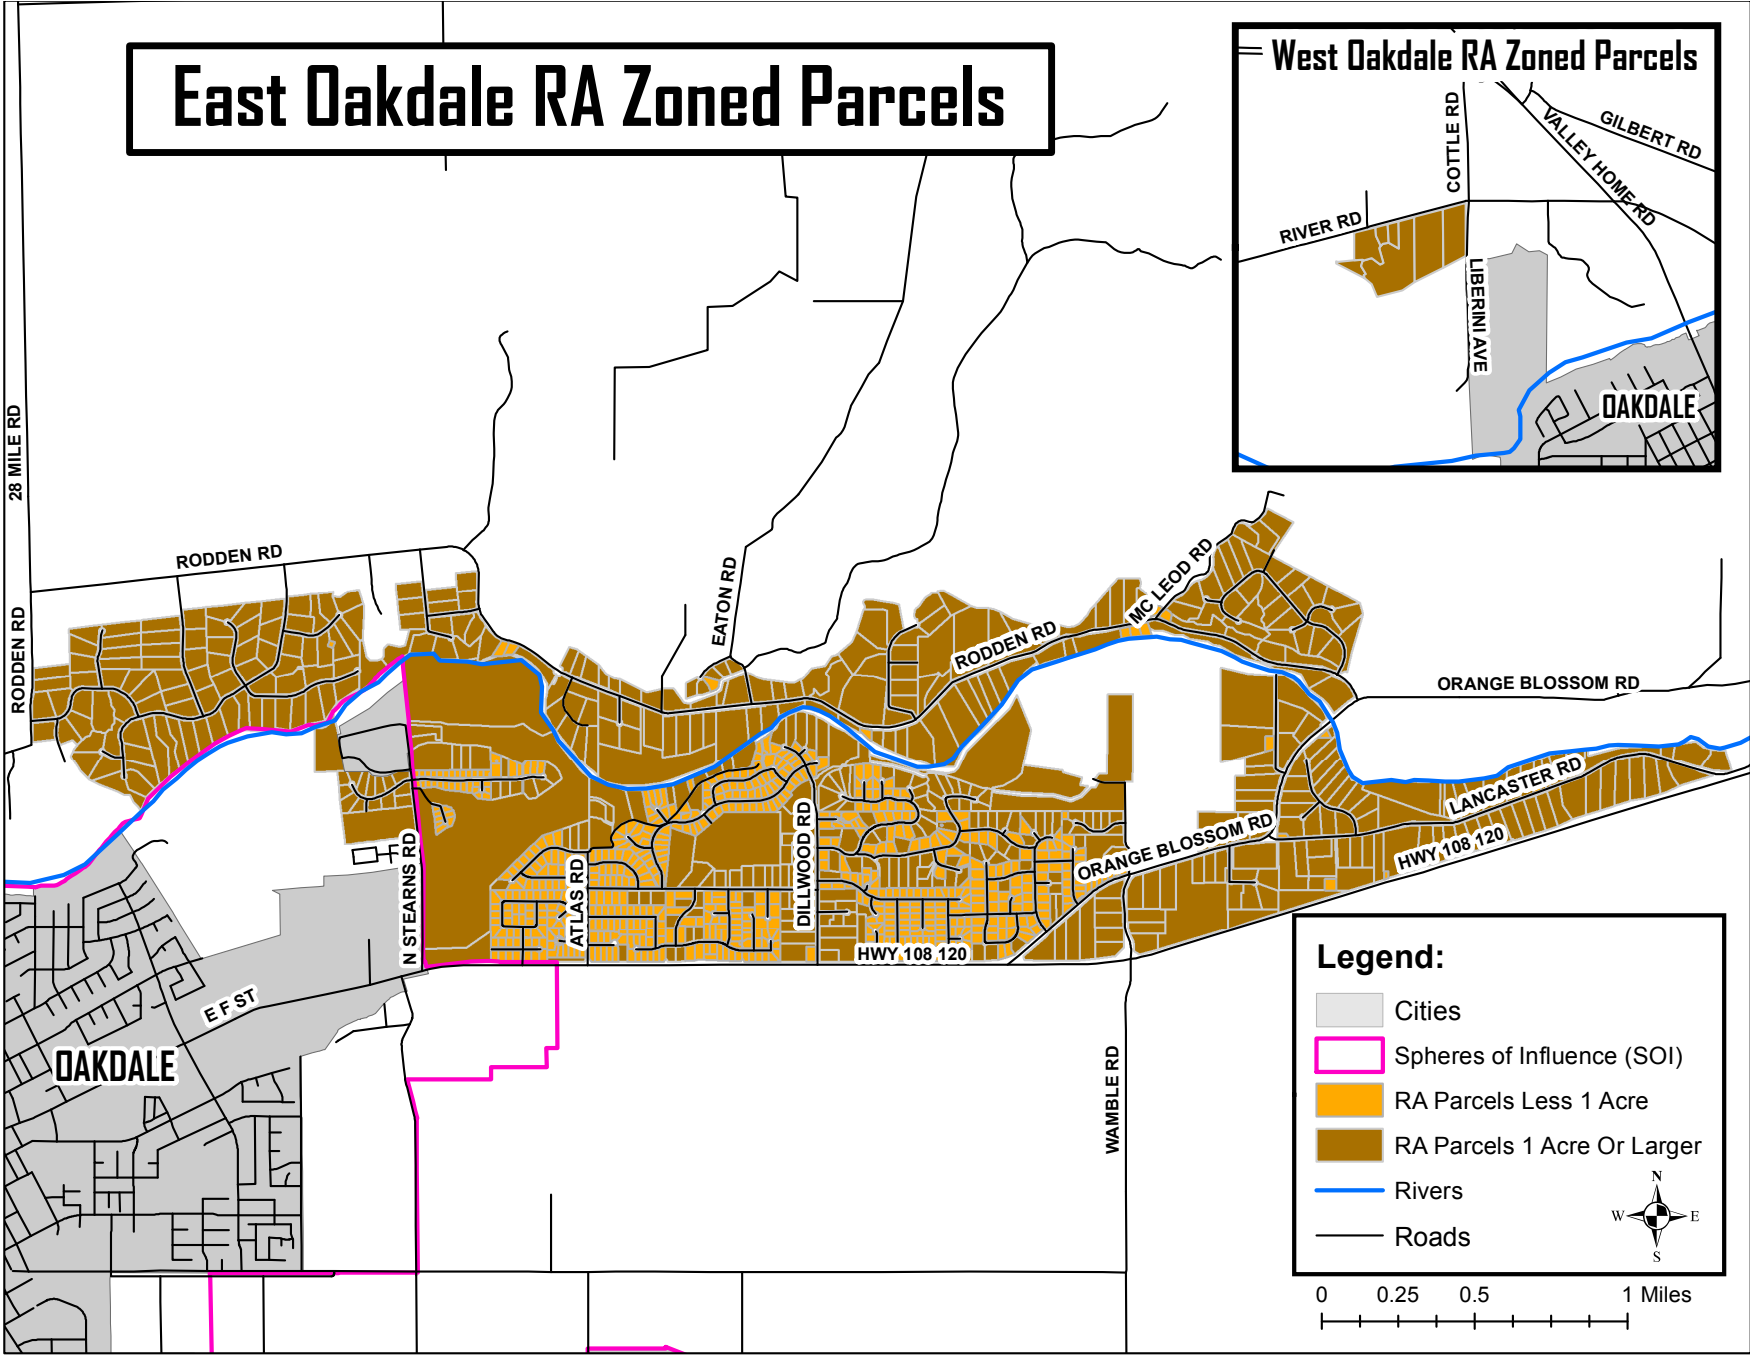 East Oakdale RA Zoned Parcels
West Oakdale RA Zoned Parcels
COTTLE RD
GILBERT RD
VALLEY HOME RD
RIVER RD
LIBERINI AVE
OAKDALE
28 MILE RD
RODDEN RD
RODDEN RD
EATON RD
MC LEOD RD
RODDEN RD
ORANGE BLOSSOM RD
LANCASTER RD
ORANGE BLOSSOM RD
HWY 108 120
N STEARNS RD
ATLAS RD
DILLWOOD RD
HWY 108 120
E F ST
OAKDALE
WAMBLE RD
Legend:
Cities
Spheres of Influence (SOI)
RA Parcels Less 1 Acre
RA Parcels 1 Acre Or Larger
Rivers
Roads
N
W E
S
0 0.25 0.5 1 Miles